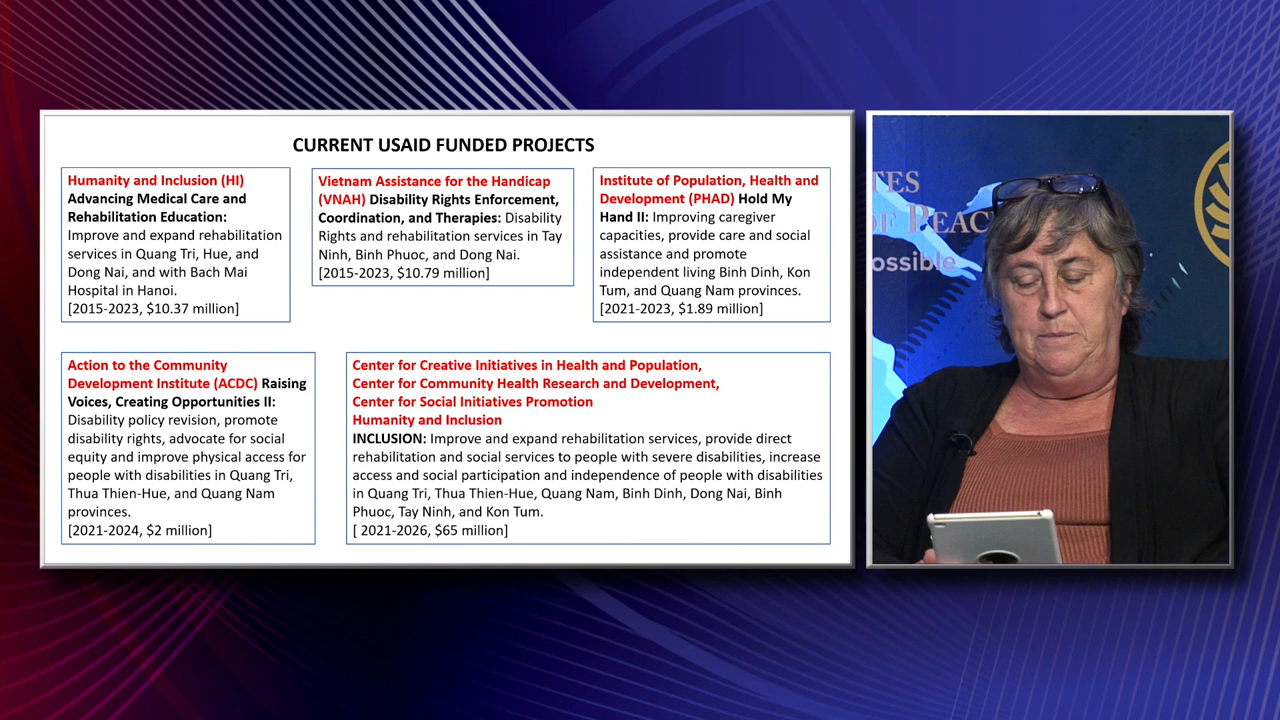 CURRENT USAID FUNDED PROJECTS
Humanity and Inclusion (HI)
Advancing Medical Care and
Rehabilitation Education:
Improve and expand rehabilitation
services in Quang Tri, Hue, and
Dong Nai, and with Bach Mai
Hospital in Hanoi.
[2015-2023, $10.37 million]
Vietnam Assistance for the Handicap
(VNAH) Disability Rights Enforcement,
Coordination, and Therapies: Disability
Rights and rehabilitation services in Tay
Ninh, Binh Phuoc, and Dong Nai.
[2015-2023, $10.79 million]
Institute of Population, Health and
Development (PHAD) Hold My
Hand II: Improving caregiver
capacities, provide care and social
assistance and promote
independent living Binh Dinh, Kon
Tum, and Quang Nam provinces.
[2021-2023, $1.89 million]
Action to the Community
Development Institute (ACDC) Raising
Voices, Creating Opportunities II:
Disability policy revision, promote
disability rights, advocate for social
equity and improve physical access for
people with disabilities in Quang Tri,
Thua Thien-Hue, and Quang Nam
provinces.
[2021-2024, $2 million]
Center for Creative Initiatives in Health and Population,
Center for Community Health Research and Development,
Center for Social Initiatives Promotion
Humanity and Inclusion
INCLUSION: Improve and expand rehabilitation services, provide direct
rehabilitation and social services to people with severe disabilities, increase
access and social participation and independence of people with disabilities
in Quang Tri, Thua Thien-Hue, Quang Nam, Binh Dinh, Dong Nai, Binh
Phuoc, Tay Ninh, and Kon Tum.
[ 2021-2026, $65 million]
TES
OF PEAC
ossible